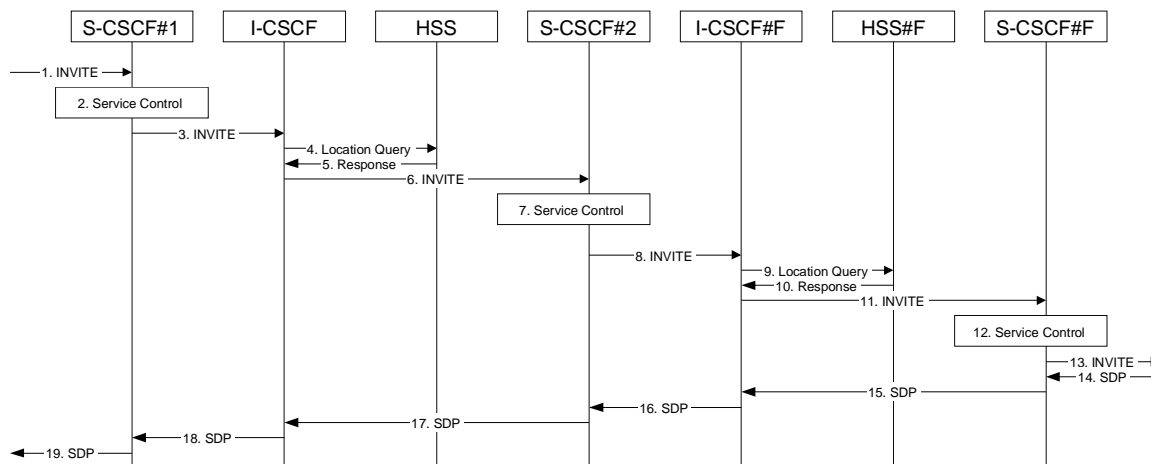 S-CSCF#1 I-CSCF HSS S-CSCF#2 I-CSCF#F HSS#F S-CSCF#F
1. INVITE
2. Service Control
3. INVITE
4. Location Query
5. Response
6. INVITE
7. Service Control
8. INVITE
9. Location Query
10. Response
11. INVITE
12. Service Control
13. INVITE
14. SDP
15. SDP
16. SDP
17. SDP
18. SDP
19. SDP